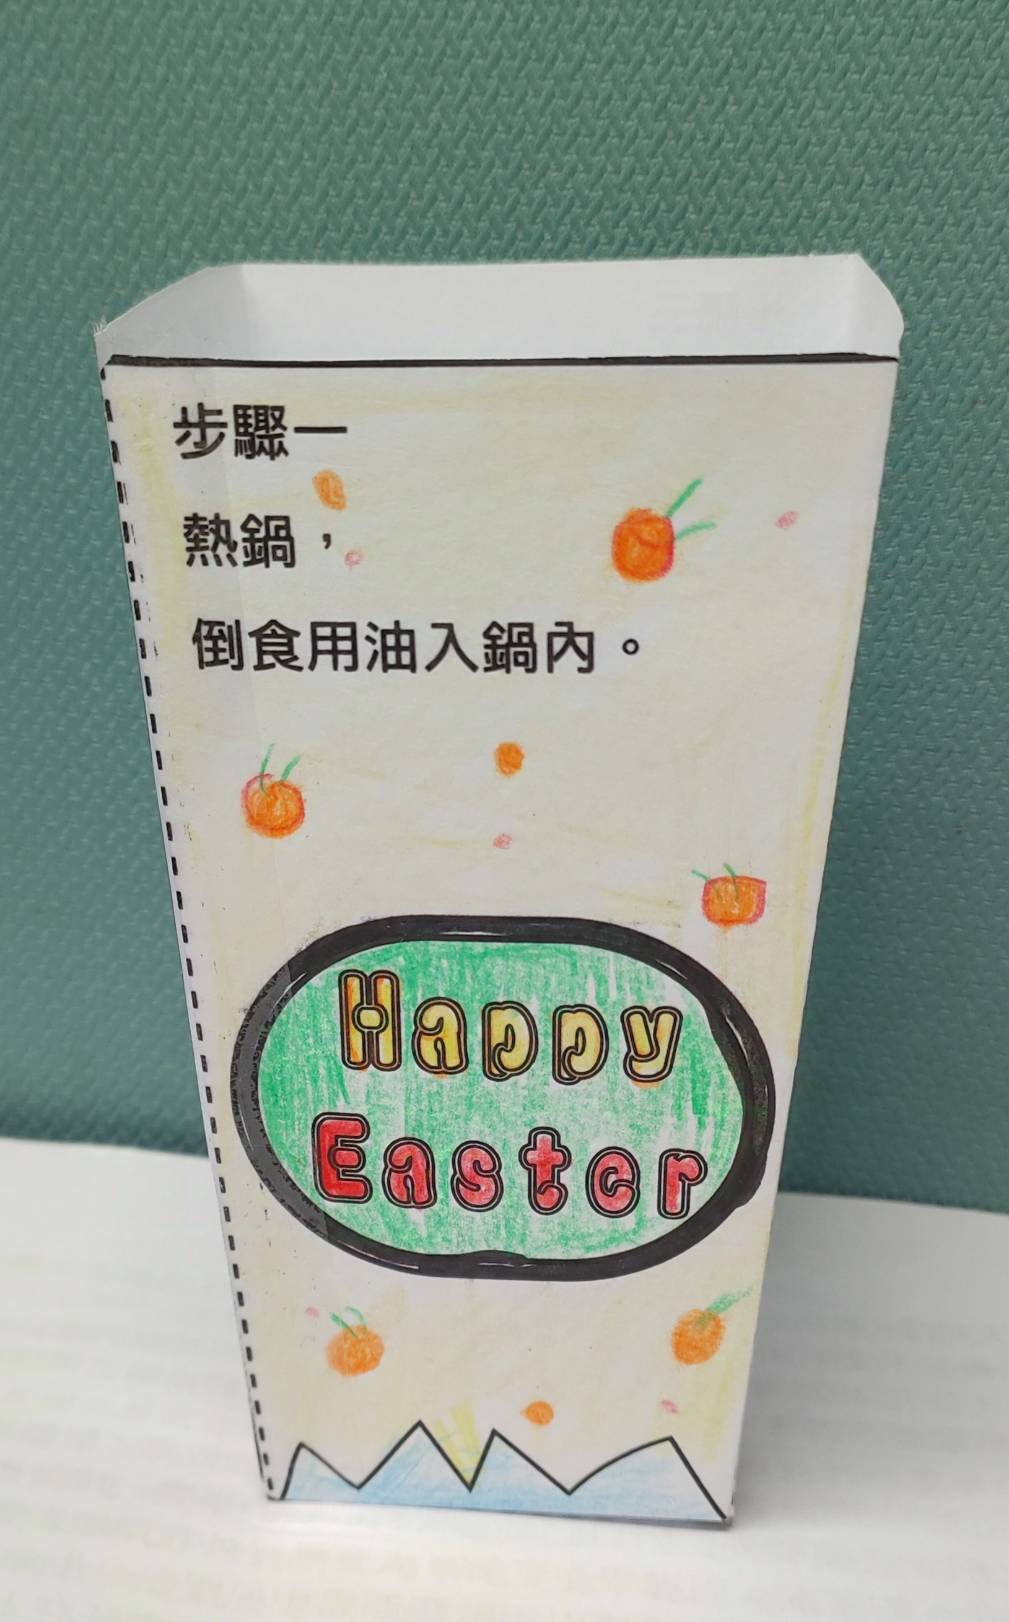 步驟一
熱鍋，
倒食用油入鍋內。
Happy
Easter